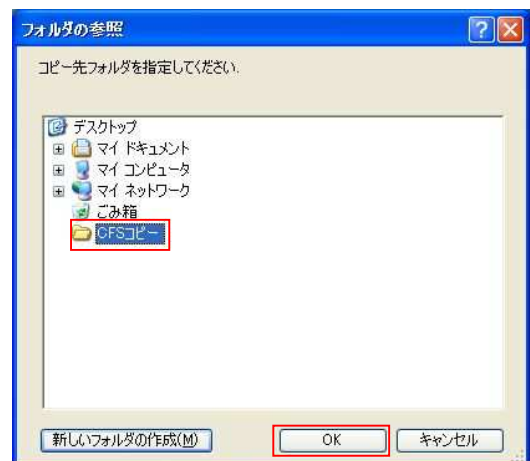 フォルダの参照
コピー先フォルダを指定してください.
デスクトップ
マイ ドキュメント
マイ コンピュータ
マイ ネットワーク
ごみ箱
CFSコピー
新しいフォルダの作成(M) OK キャンセル